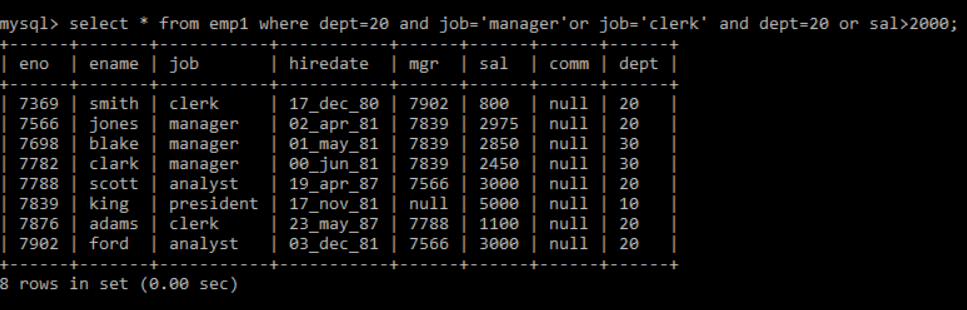 mysql> select * from emp1 where dept=20 and job='manager'or job='clerk' and dept=20 or sal>2000;
+------+-------+-----------+-----------+------+------+------+------+
| eno  | ename | job       | hiredate  | mgr  | sal  | comm | dept |
+------+-------+-----------+-----------+------+------+------+------+
| 7369 | smith | clerk     | 17_dec_80 | 7902 | 800  | null | 20   |
| 7566 | jones | manager   | 02_apr_81 | 7839 | 2975 | null | 20   |
| 7698 | blake | manager   | 01_may_81 | 7839 | 2850 | null | 30   |
| 7782 | clark | manager   | 00_jun_81 | 7839 | 2450 | null | 30   |
| 7788 | scott | analyst   | 19_apr_87 | 7566 | 3000 | null | 20   |
| 7839 | king  | president | 17_nov_81 | null | 5000 | null | 10   |
| 7876 | adams | clerk     | 23_may_87 | 7788 | 1100 | null | 20   |
| 7902 | ford  | analyst   | 03_dec_81 | 7566 | 3000 | null | 20   |
+------+-------+-----------+-----------+------+------+------+------+
8 rows in set (0.00 sec)